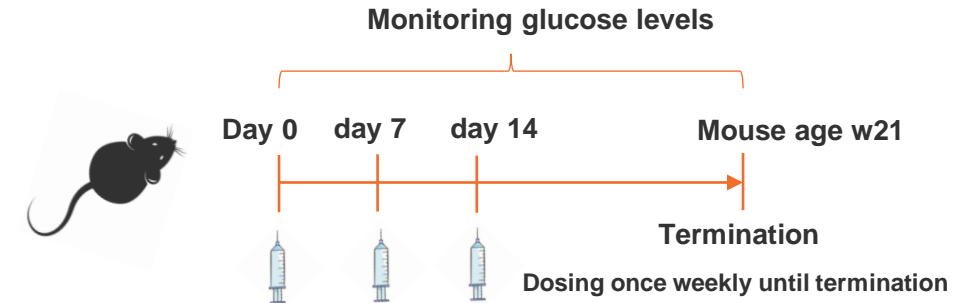 Monitoring glucose levels
Day 0 day 7 day 14 Mouse age w21
Termination
Dosing once weekly until termination